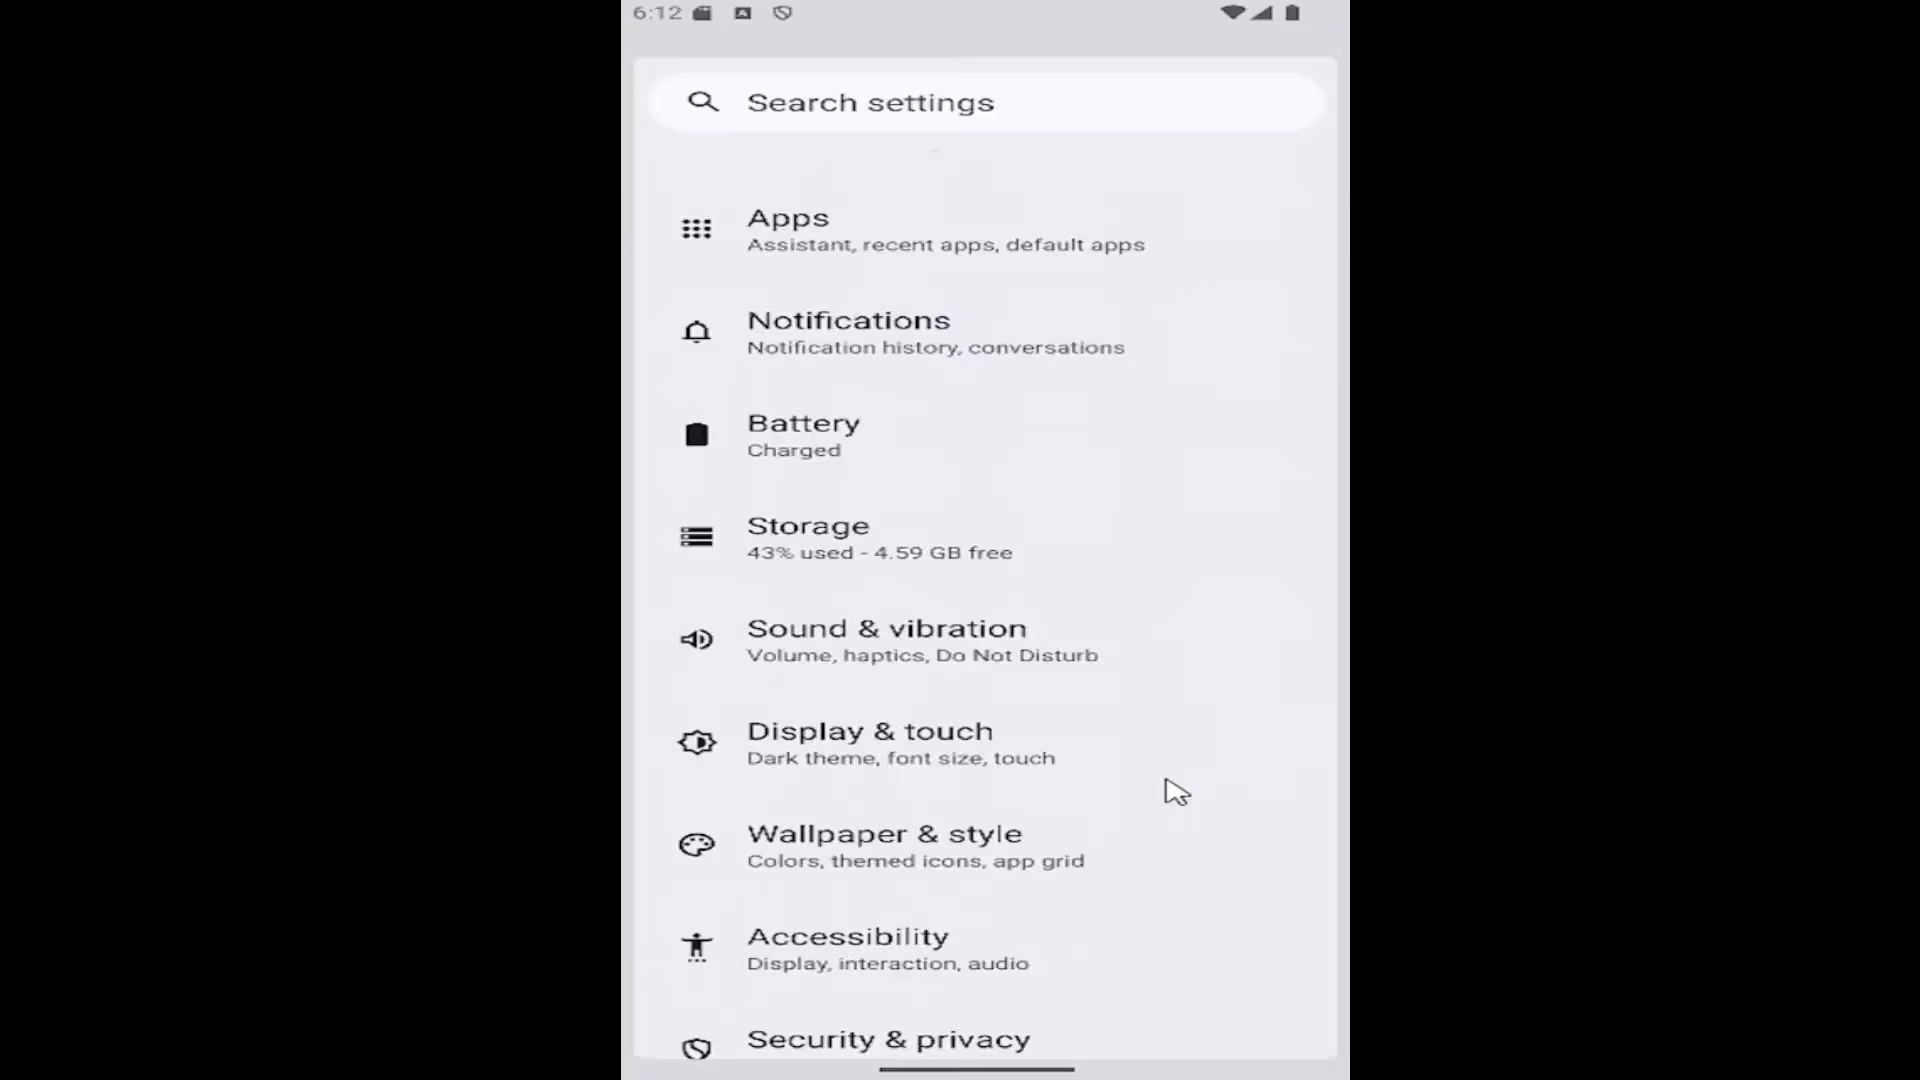 6:12
Search settings
Apps
Assistant, recent apps, default apps
Notifications
Notification history, conversations
Battery
Charged
Storage
43% used - 4.59 GB free
Sound & vibration
Volume, haptics, Do Not Disturb
Display & touch
Dark theme, font size, touch
Wallpaper & style
Colors, themed icons, app grid
Accessibility
Display, interaction, audio
Security & privacy